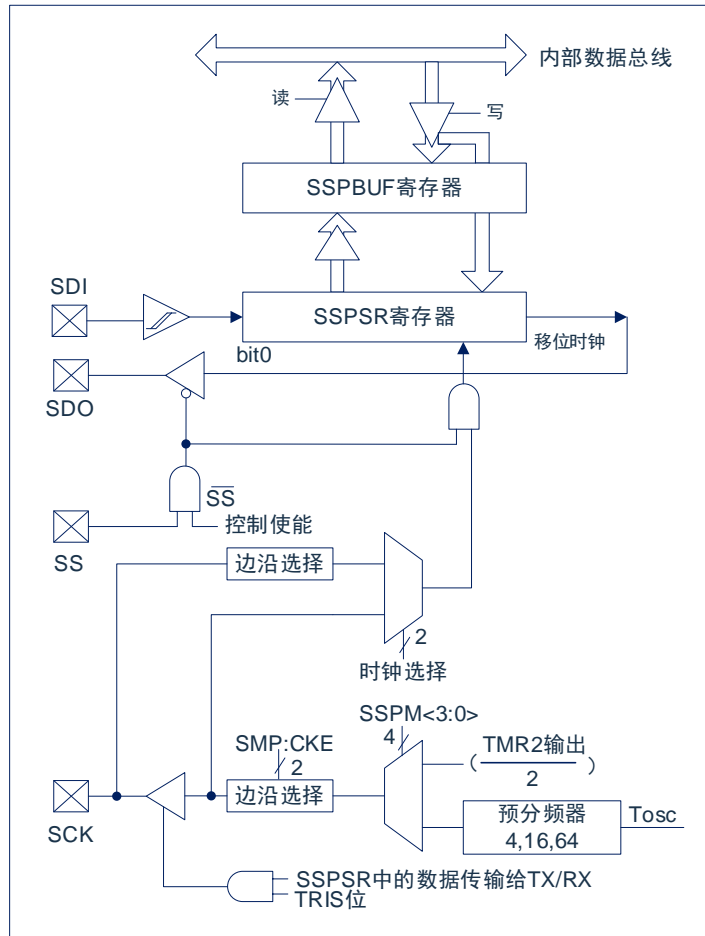 内部数据总线
读
写
SSPBUF寄存器
SDI
SSPSR寄存器
bit0
移位时钟
SDO
SS
控制使能
SS
边沿选择
2
时钟选择
SSPM<3:0>
4
SMP:CKE
2
(TMR2输出
2)
边沿选择
SCK
预分频器
4,16,64
Tosc
SSPSR中的数据传输给TX/RX
TRIS位